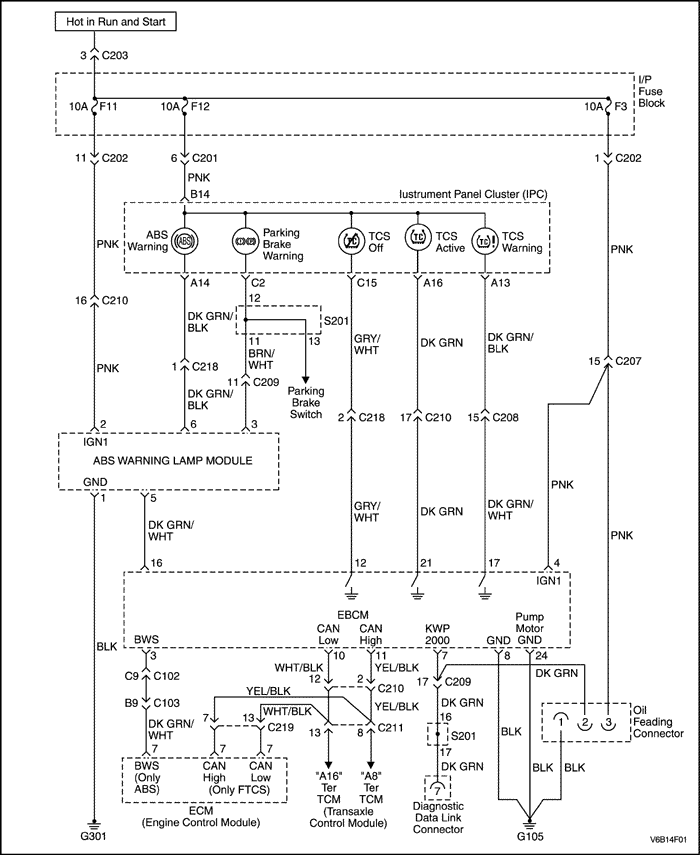 Hot in Run and Start
3 C203
I/P
Fuse
Block
10A F11
10A F12
10A F3
11 C202
6 C201
1 C202
PNK
B14
Iustrument Panel Cluster (IPC)
PNK
ABS
Warning
(ABS)
Parking
Brake
Warning
TCS
Off
TC
TCS
Active
TC !
TCS
Warning
PNK
A14
C2
C15
A16
A13
16 C210
12
S201
DK GRN/
BLK
11
13
BRN/
WHT
GRY/
WHT
DK GRN
DK GRN/
BLK
PNK
1 C218
11 C209
15 C207
DK GRN/
BLK
Parking
Brake
Switch
2 C218
17 C210
15 C208
2
6
3
IGN1
ABS WARNING LAMP MODULE
GND
1
5
PNK
GRY/
WHT
DK GRN
DK GRN/
WHT
DK GRN/
WHT
PNK
16
12
21
17
4
IGN1
EBCM
BWS
CAN
Low
CAN
High
KWP
2000
GND
Pump
Motor
GND
BLK
3
10
11
7
8
24
C9 C102
WHT/BLK
YEL/BLK
DK GRN
12
2 C210
17 C209
YEL/BLK
DK GRN
B9 C103
WHT/BLK
YEL/BLK
16
7
13 C219
13
8 C211
S201
DK GRN/
WHT
17
BLK
1
2
3
Oil
Feading
Connector
7
7
7
DK GRN
BLK
BLK
BWS
(Only
ABS)
CAN
High
CAN
Low
(Only FTCS)
"A16"
Ter
TCM
"A8"
Ter
TCM
(Transaxle
Control Module)
7
Diagnostic
Data Link
Connector
ECM
(Engine Control Module)
G301
G105
V6B14F01